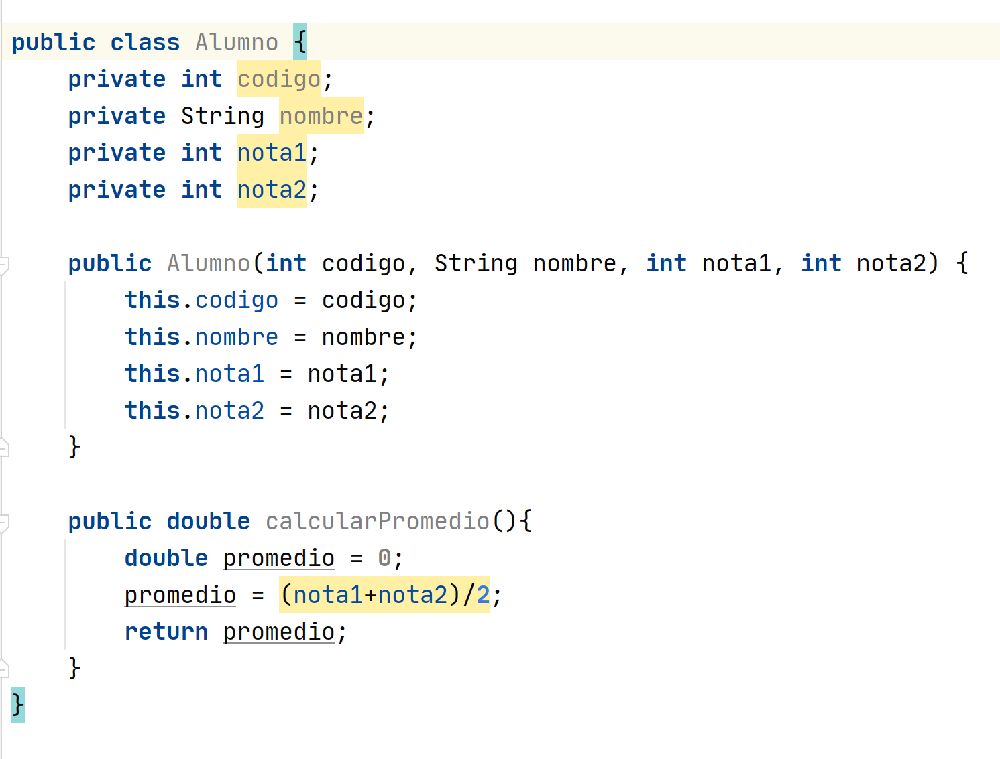 public class Alumno {
    private int codigo;
    private String nombre;
    private int nota1;
    private int nota2;

    public Alumno(int codigo, String nombre, int nota1, int nota2) {
        this.codigo = codigo;
        this.nombre = nombre;
        this.nota1 = nota1;
        this.nota2 = nota2;
    }

    public double calcularPromedio(){
        double promedio = 0;
        promedio = (nota1+nota2)/2;
        return promedio;
    }
}